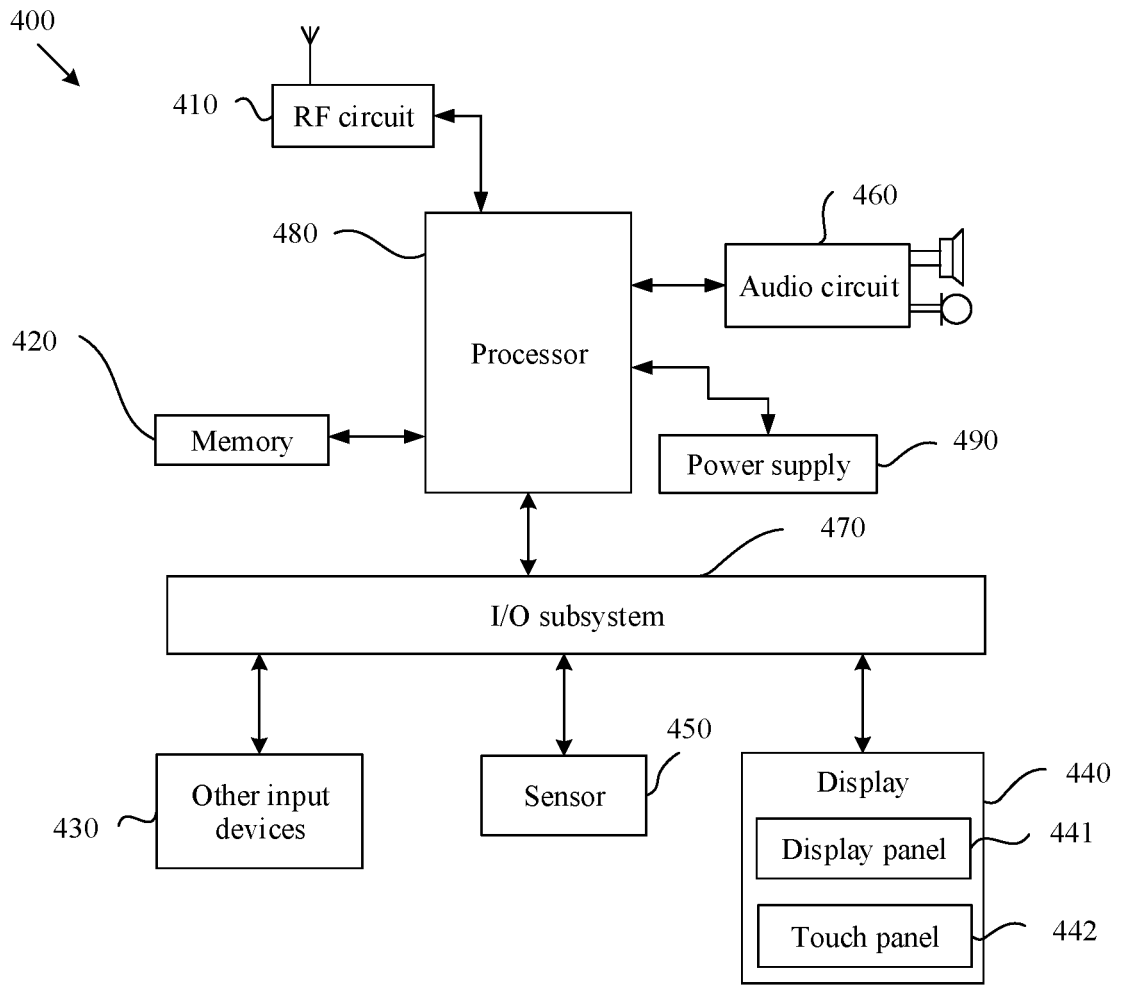 400
410
RF circuit
460
480
Audio circuit
420
Processor
Memory
Power supply
490
470
I/O subsystem
450
Other input
devices
430
Sensor
Display
440
Display panel
441
Touch panel
442